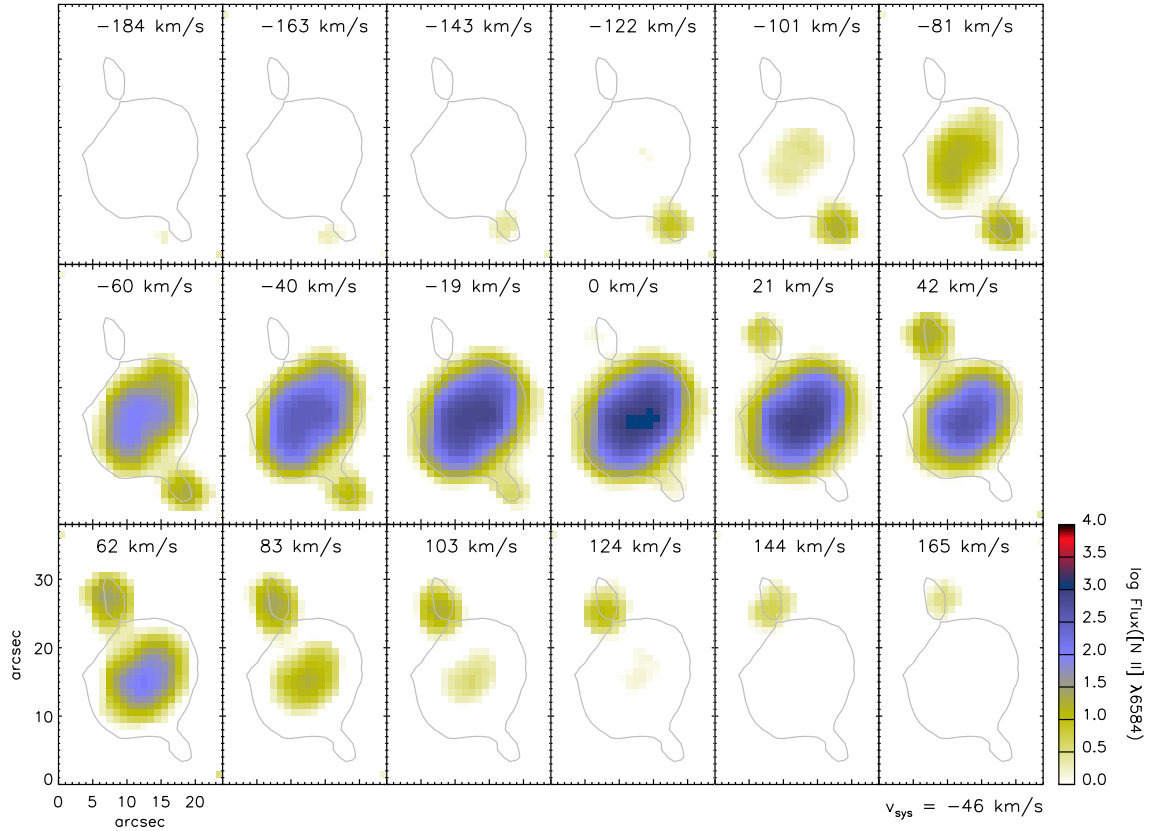 −184 km/s −163 km/s −143 km/s −122 km/s −101 km/s −81 km/s
−60 km/s −40 km/s −19 km/s 0 km/s 21 km/s 42 km/s
62 km/s 83 km/s 103 km/s 124 km/s 144 km/s 165 km/s
30
20
10
0
arcsec
0 5 10 15 20
arcsec
4.0
3.5
3.0
2.5
2.0
1.5
1.0
0.5
0.0
log Flux([N II] λ6584)
vsys = −46 km/s